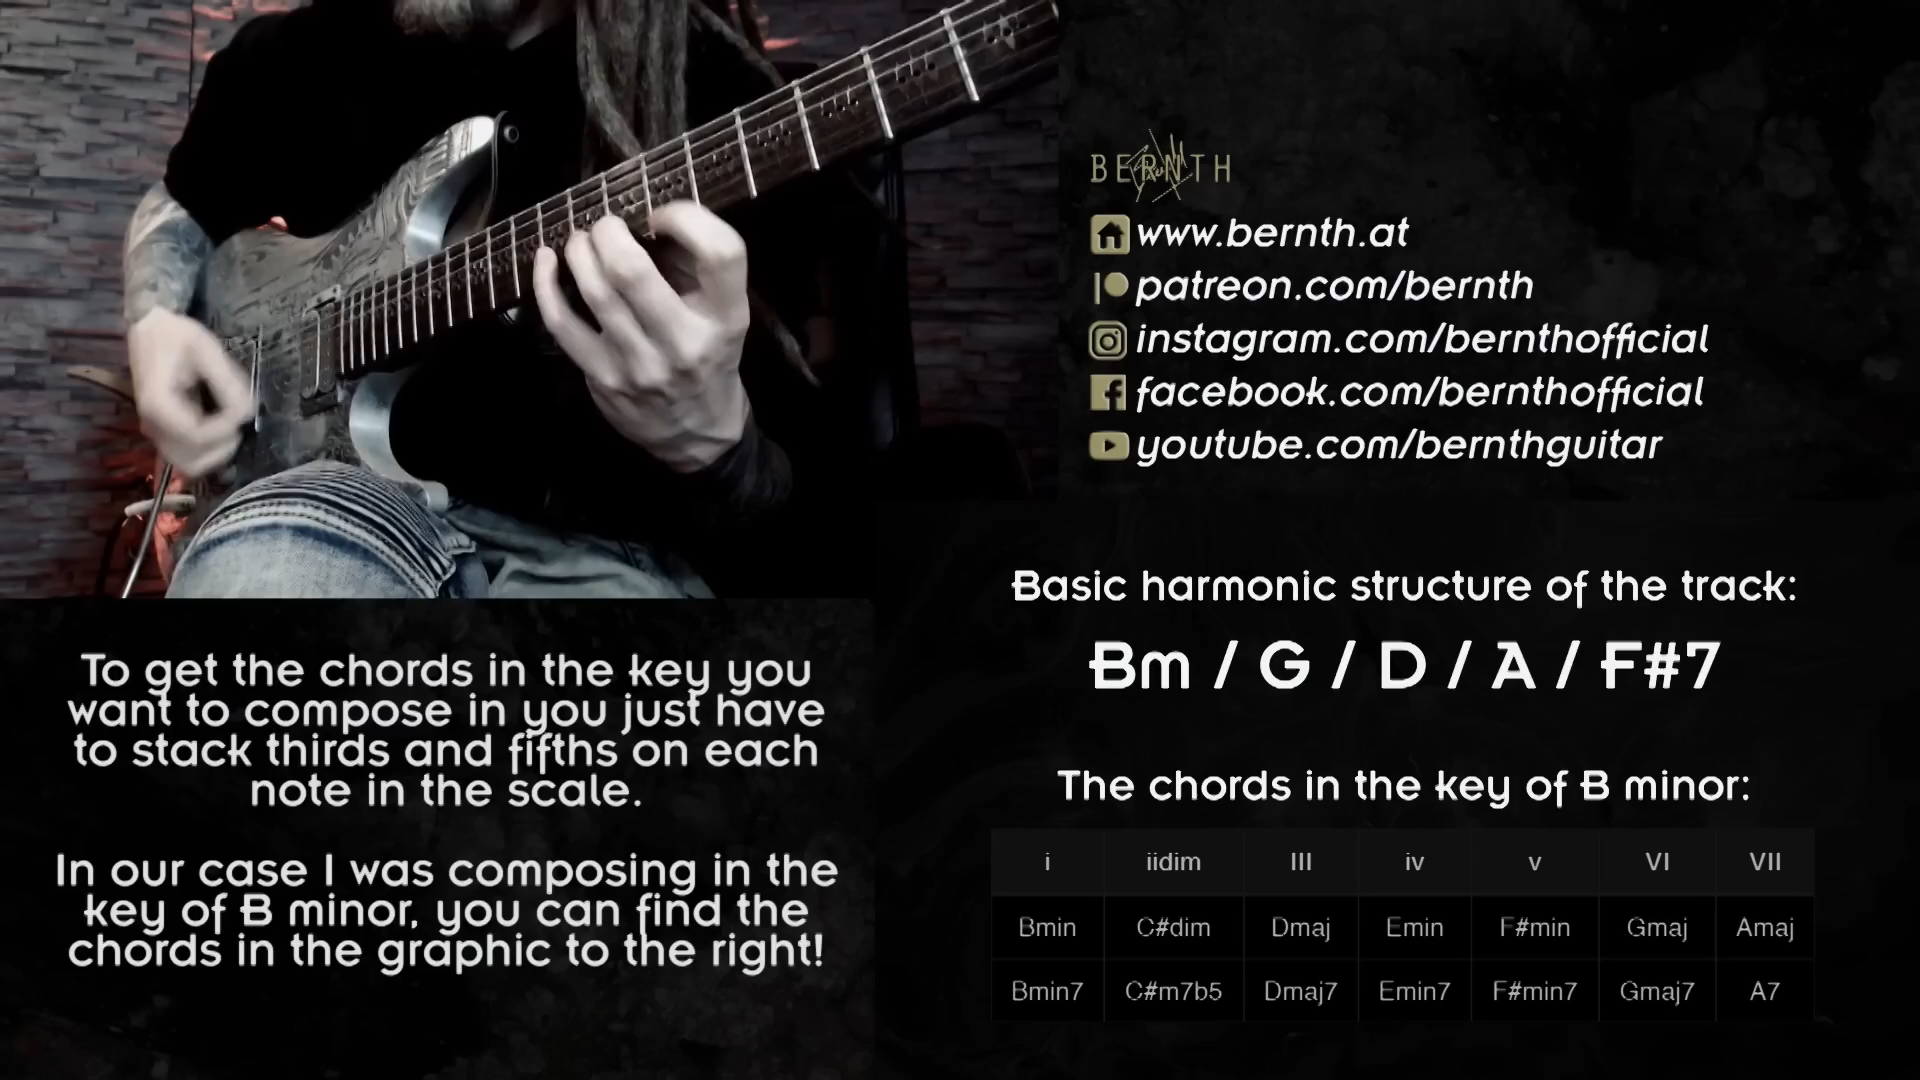 BERNTH
www.bernth.at
patreon.com/bernth
instagram.com/bernthofficial
facebook.com/bernthofficial
youtube.com/bernthguitar
To get the chords in the key you
want to compose in you just have
to stack thirds and fifths on each
note in the scale.
In our case I was composing in the
key of B minor, you can find the
chords in the graphic to the right!
Basic harmonic structure of the track:
Bm / G / D / A / F#7
The chords in the key of B minor:
i iidim III iv v VI VII
Bmin C#dim Dmaj Emin F#min Gmaj Amaj
Bmin7 C#m7b5 Dmaj7 Emin7 F#min7 Gmaj7 A7